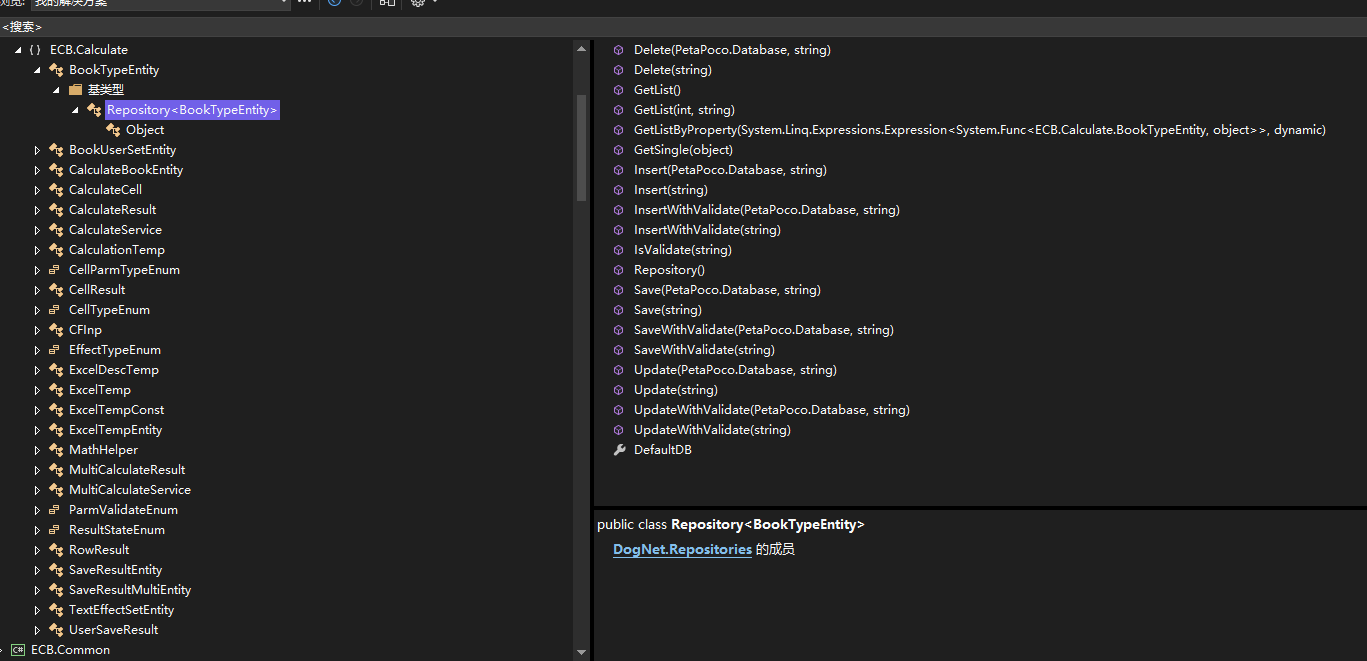 浏览: 我的解决方案
<搜索>
ECB.Calculate
BookTypeEntity
基类型
Repository<BookTypeEntity>
Object
BookUserSetEntity
CalculateBookEntity
CalculateCell
CalculateResult
CalculateService
CalculationTemp
CellParmTypeEnum
CellResult
CellTypeEnum
CFInp
EffectTypeEnum
ExcelDescTemp
ExcelTemp
ExcelTempConst
ExcelTempEntity
MathHelper
MultiCalculateResult
MultiCalculateService
ParmValidateEnum
ResultStateEnum
RowResult
SaveResultEntity
SaveResultMultiEntity
TextEffectSetEntity
UserSaveResult
C# ECB.Common
Delete(PetaPoco.Database, string)
Delete(string)
GetList()
GetList(int, string)
GetListByProperty(System.Linq.Expressions.Expression<System.Func<ECB.Calculate.BookTypeEntity, object>>, dynamic)
GetSingle(object)
Insert(PetaPoco.Database, string)
Insert(string)
InsertWithValidate(PetaPoco.Database, string)
InsertWithValidate(string)
IsValidate(string)
Repository()
Save(PetaPoco.Database, string)
Save(string)
SaveWithValidate(PetaPoco.Database, string)
SaveWithValidate(string)
Update(PetaPoco.Database, string)
Update(string)
UpdateWithValidate(PetaPoco.Database, string)
UpdateWithValidate(string)
DefaultDB
public class Repository<BookTypeEntity>
DogNet.Repositories 的成员